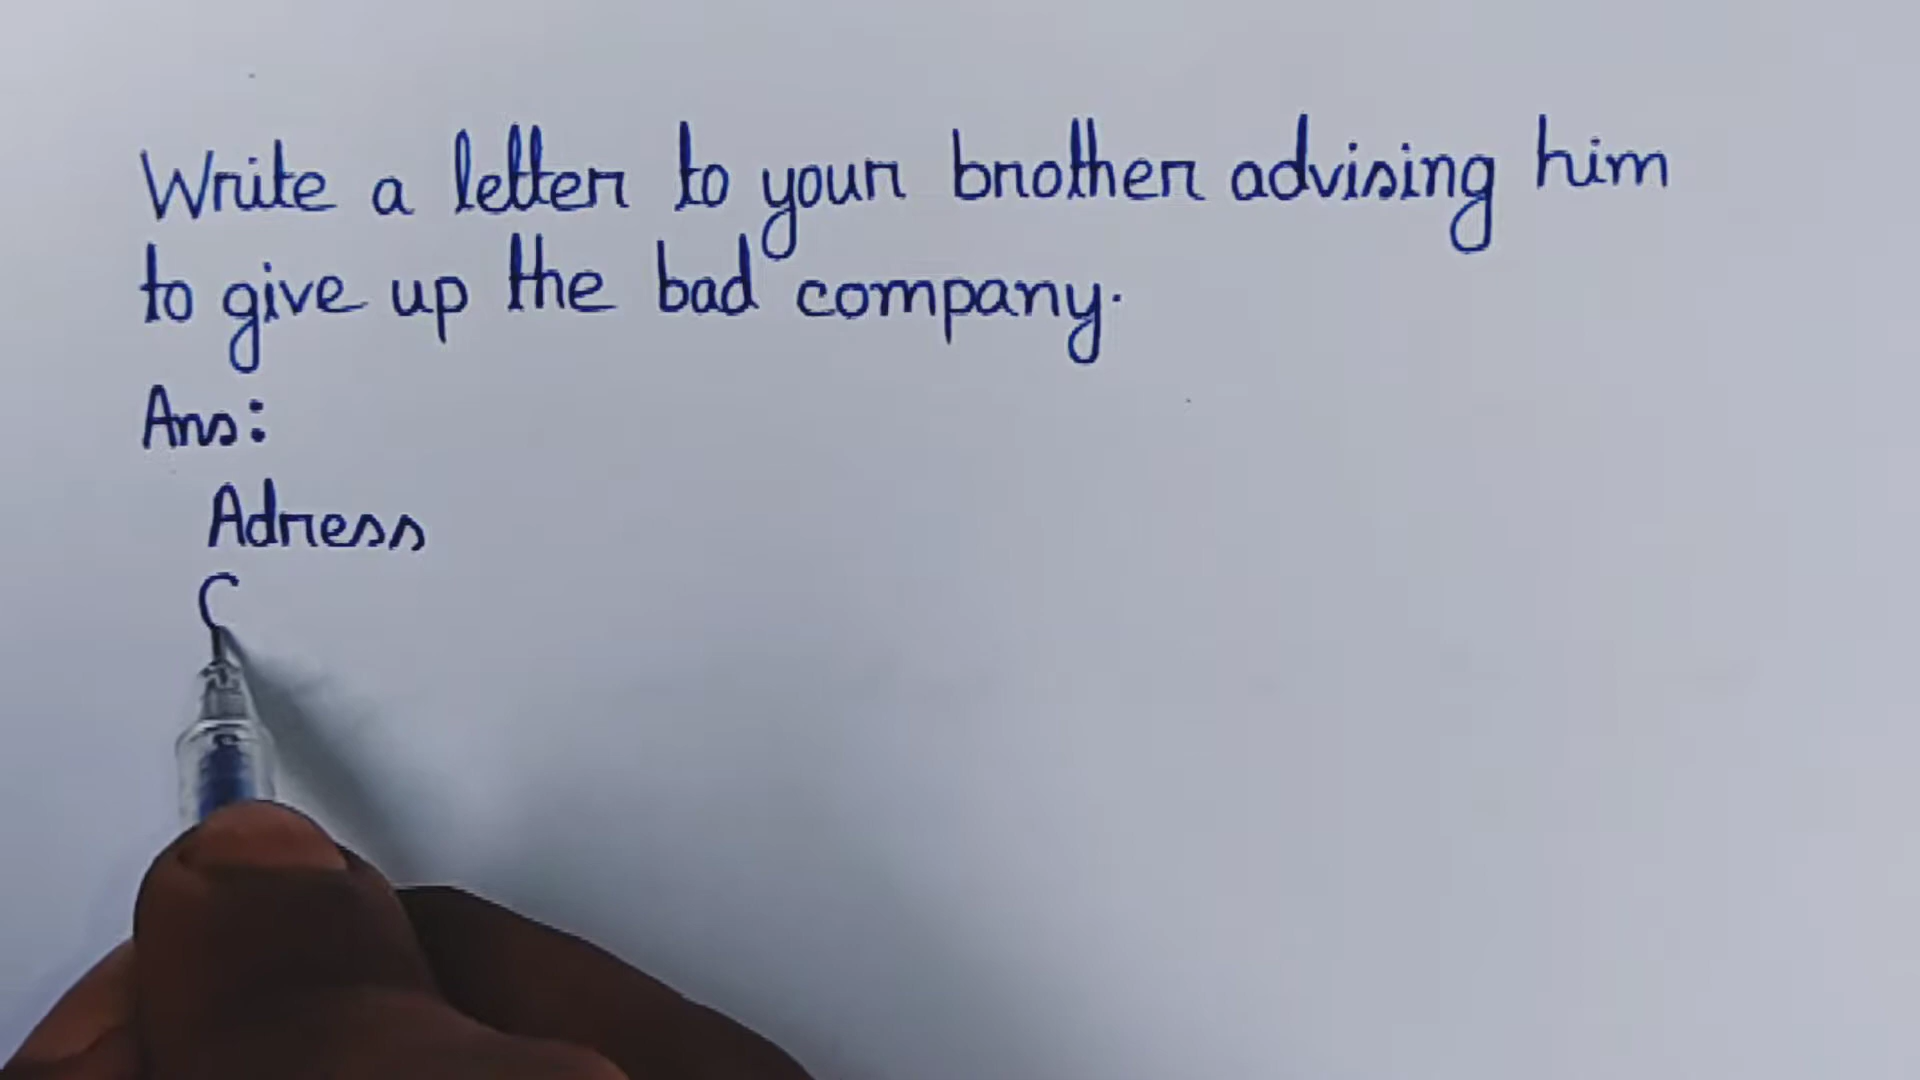 Write a letter to your brother advising him
to give up the bad company.
Ans:
Adress
C